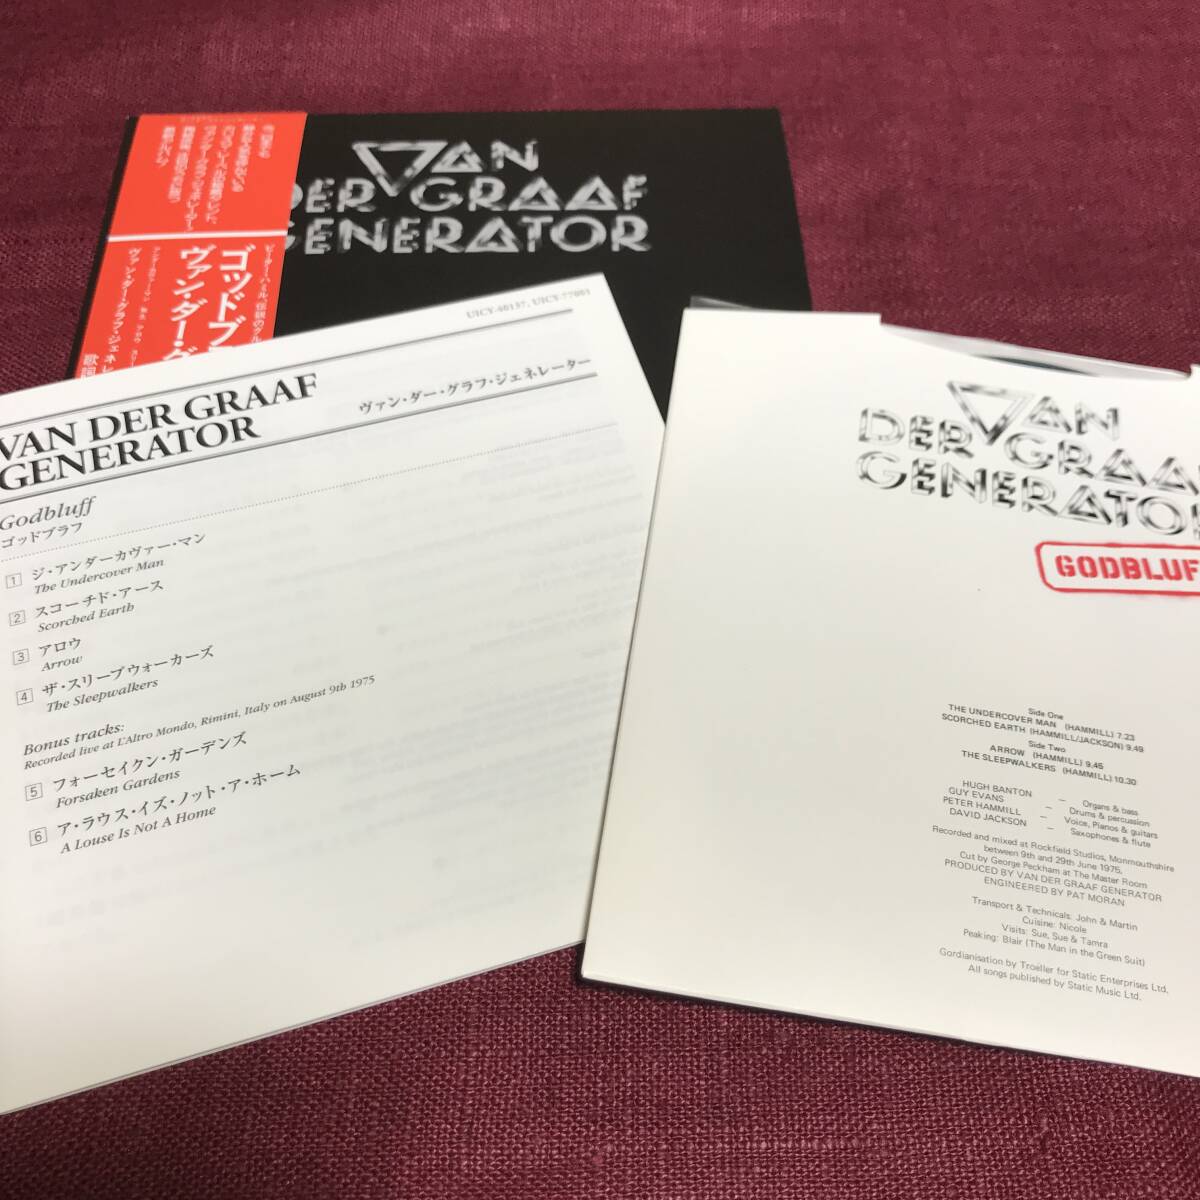 VAN
DER GRAAF
GENERATOR
ゴッドブ
ヴァン・ダー・グ
歌詞
UICY-40137, UICY-77001
VAN DER GRAAF
GENERATOR
ヴァン・ダー・グラフ・ジェネレーター
Godbluff
ゴッドブラフ
1 ジ・アンダーカヴァー・マン
The Undercover Man
2 スコーチド・アース
Scorched Earth
3 アロウ
Arrow
4 ザ・スリープウォーカーズ
The Sleepwalkers
Bonus tracks:
Recorded live at L'Altro Mondo, Rimini, Italy on August 9th 1975
5 フォーセイクン・ガーデンズ
Forsaken Gardens
6 ア・ラウス・イズ・ノット・ア・ホーム
A Louse Is Not A Home
VAN
DER GRAAF
GENERATOR
GODBLUF
Side One
THE UNDERCOVER MAN (HAMMILL) 7.23
SCORCHED EARTH (HAMMILL/JACKSON) 9.49
Side Two
ARROW (HAMMILL) 9.45
THE SLEEPWALKERS (HAMMILL) 10.30
HUGH BANTON – Organs & bass
GUY EVANS – Drums & percussion
PETER HAMMILL – Voice, Pianos & guitars
DAVID JACKSON – Saxophones & flute
Recorded and mixed at Rockfield Studios, Monmouthshire
between 9th and 29th June 1975.
Cut by George Peckham at The Master Room
PRODUCED BY VAN DER GRAAF GENERATOR
ENGINEERED BY PAT MORAN
Transport & Technicals: John & Martin
Cuisine: Nicole
Visits: Sue, Sue & Tamra
Peaking: Blair (The Man in the Green Suit)
Gordianisation by Troeller for Static Enterprises Ltd.
All songs published by Static Music Ltd.